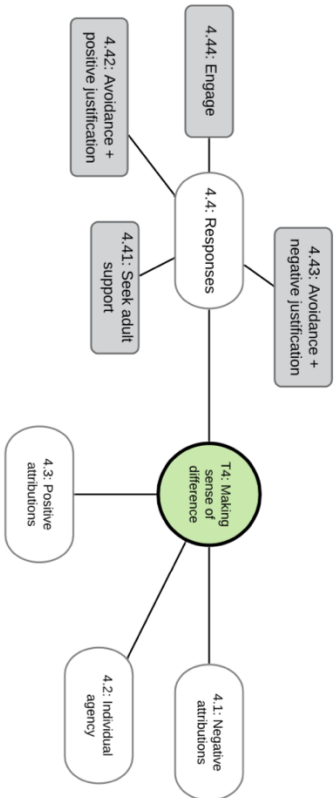 4.43: Avoidance +
negative justification
4.44: Engage
4.4: Responses
4.42: Avoidance +
positive justification
4.41: Seek adult
support
T4: Making
sense of
difference
4.1: Negative
attributions
4.2: Individual
agency
4.3: Positive
attributions